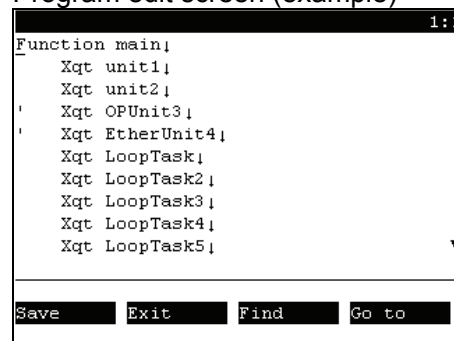 Program edit screen (example)
1:
Function main↓
Xqt unit1↓
Xqt unit2↓
' Xqt OPUnit3↓
' Xqt EtherUnit4↓
Xqt LoopTask↓
Xqt LoopTask2↓
Xqt LoopTask3↓
Xqt LoopTask4↓
Xqt LoopTask5↓
Save Exit Find Go to